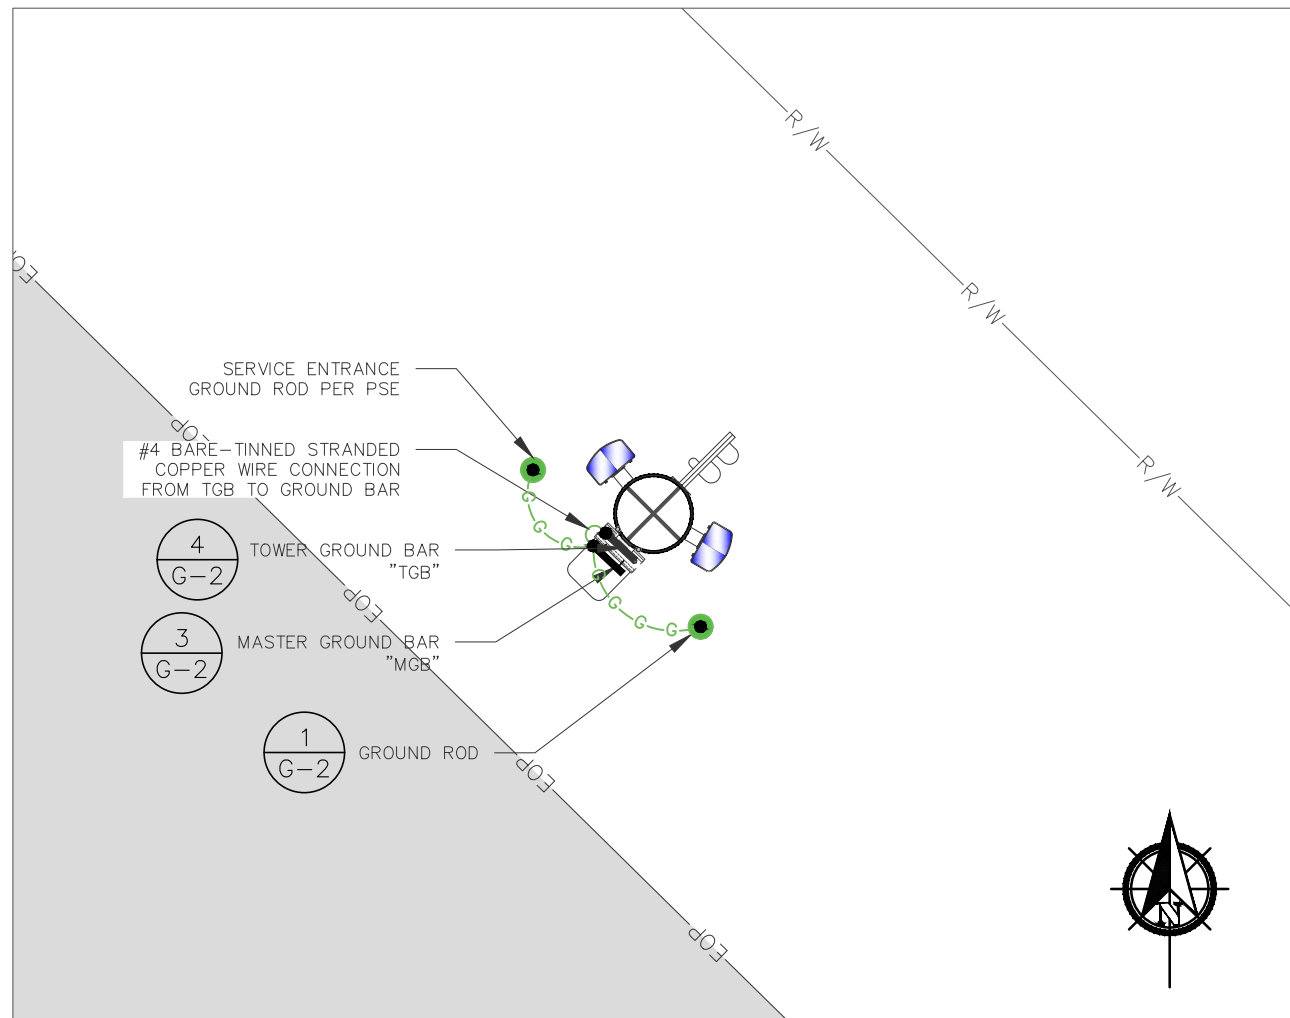 R/W
R/W
R/W
EOP
EOP
EOP
EOP
EOP
SERVICE ENTRANCE
GROUND ROD PER PSE
#4 BARE-TINNED STRANDED
COPPER WIRE CONNECTION
FROM TGB TO GROUND BAR
4
G-2
TOWER GROUND BAR
"TGB"
3
G-2
MASTER GROUND BAR
"MGB"
1
G-2
GROUND ROD
G
G
G
G
G
G
G
N